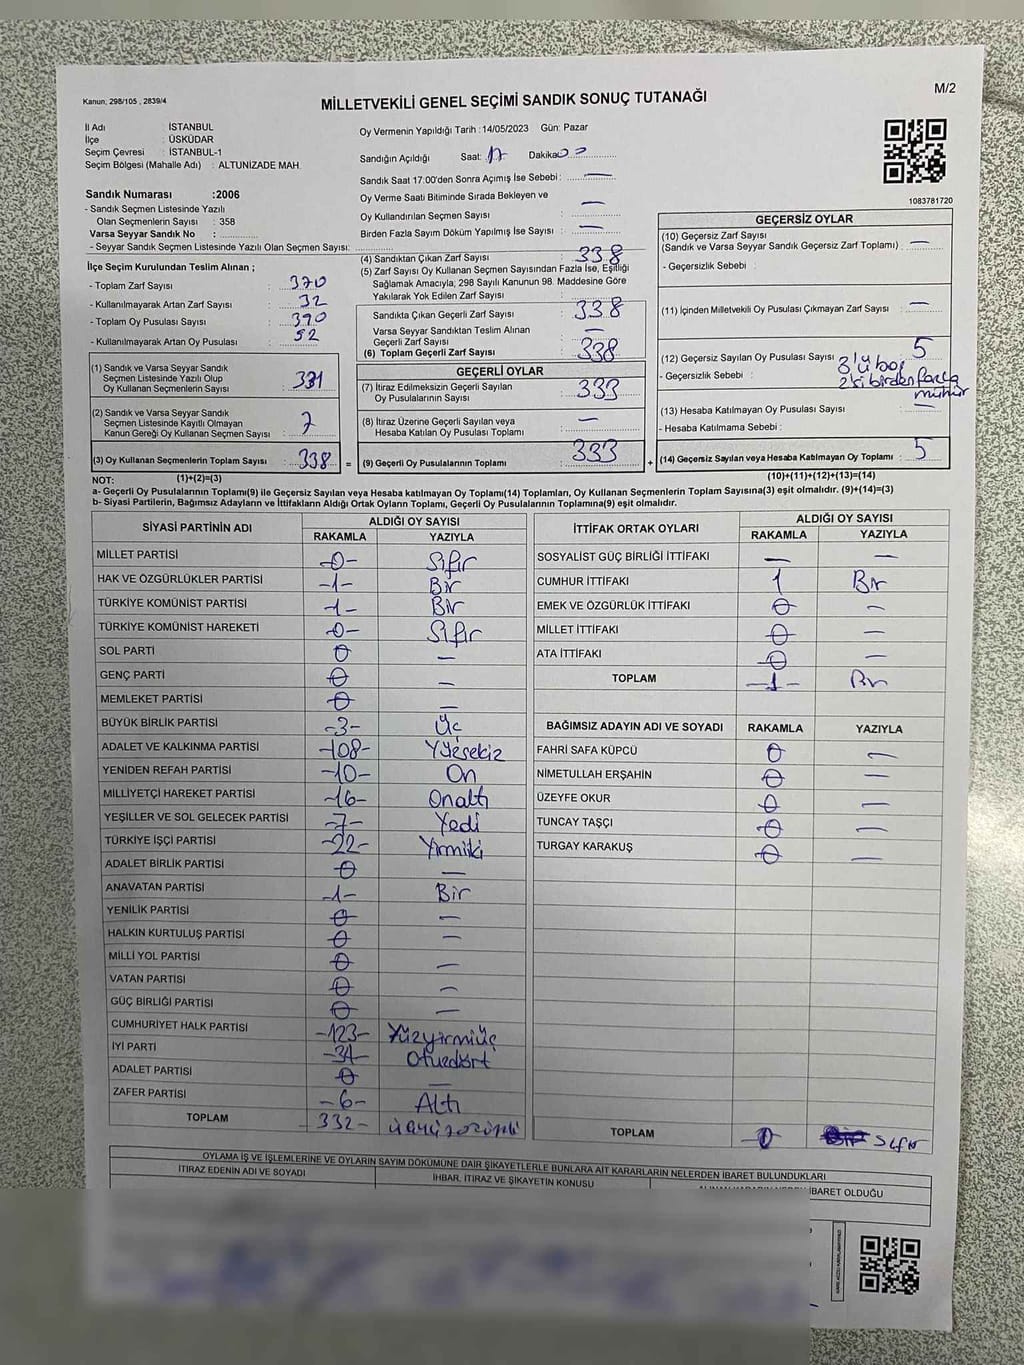 Kanun, 298/105 , 2839/4
MİLLETVEKİLİ GENEL SEÇİMİ SANDIK SONUÇ TUTANAĞI
M/2
İl Adı : İSTANBUL
İlçe : ÜSKÜDAR
Seçim Çevresi : İSTANBUL-1
Seçim Bölgesi (Mahalle Adı) : ALTUNİZADE MAH.
Sandık Numarası :2006
- Sandık Seçmen Listesinde Yazılı
Olan Seçmenlerin Sayısı : 358
Varsa Seyyar Sandık No :
- Seyyar Sandık Seçmen Listesinde Yazılı Olan Seçmen Sayısı:
İlçe Seçim Kurulundan Teslim Alınan ;
- Toplam Zarf Sayısı : 370
- Kullanılmayarak Artan Zarf Sayısı : 32
- Toplam Oy Pusulası Sayısı : 390
- Kullanılmayarak Artan Oy Pusulası : 52
(1) Sandık ve Varsa Seyyar Sandık
Seçmen Listesinde Yazılı Olup
Oy Kullanan Seçmenlerin Sayısı : 331
(2) Sandık ve Varsa Seyyar Sandık
Seçmen Listesinde Kayıtlı Olmayan
Kanun Gereği Oy Kullanan Seçmen Sayısı : 7
(3) Oy Kullanan Seçmenlerin Toplam Sayısı : 338
Oy Vermenin Yapıldığı Tarih :14/05/2023 Gün: Pazar
Sandığın Açıldığı Saat: 17 Dakika: 00
Sandık Saat 17:00'den Sonra Açımış İse Sebebi : —
Oy Verme Saati Bitiminde Sırada Bekleyen ve
Oy Kullandırılan Seçmen Sayısı : —
Birden Fazla Sayım Döküm Yapılmış İse Sayısı : —
(4) Sandıktan Çıkan Zarf Sayısı : 338
(5) Zarf Sayısı Oy Kullanan Seçmen Sayısından Fazla İse, Eşitliği
Sağlamak Amacıyla; 298 Sayılı Kanunun 98. Maddesine Göre
Yakılarak Yok Edilen Zarf Sayısı :
Sandıkta Çıkan Geçerli Zarf Sayısı : 338
Varsa Seyyar Sandıktan Teslim Alınan
Geçerli Zarf Sayısı : —
(6) Toplam Geçerli Zarf Sayısı : 338
GEÇERLİ OYLAR
(7) İtiraz Edilmeksizin Geçerli Sayılan
Oy Pusulalarının Sayısı : 333
(8) İtiraz Üzerine Geçerli Sayılan veya
Hesaba Katılan Oy Pusulası Toplamı : —
= (9) Geçerli Oy Pusulalarının Toplamı : 333
1083781720
GEÇERSİZ OYLAR
(10) Geçersiz Zarf Sayısı
(Sandık ve Varsa Seyyar Sandık Geçersiz Zarf Toplamı) : —
- Geçersizlik Sebebi :
(11) İçinden Milletvekili Oy Pusulası Çıkmayan Zarf Sayısı : —
(12) Geçersiz Sayılan Oy Pusulası Sayısı : 5
- Geçersizlik Sebebi : 3'ü boş
2'si birden fazla
mühür
(13) Hesaba Katılmayan Oy Pusulası Sayısı : —
- Hesaba Katılmama Sebebi :
+ (14) Geçersiz Sayılan veya Hesaba Katılmayan Oy Toplamı : 5
NOT: (1)+(2)=(3) (10)+(11)+(12)+(13)=(14)
a- Geçerli Oy Pusulalarının Toplamı(9) ile Geçersiz Sayılan veya Hesaba katılmayan Oy Toplamı(14) Toplamları, Oy Kullanan Seçmenlerin Toplam Sayısına(3) eşit olmalıdır. (9)+(14)=(3)
b- Siyasi Partilerin, Bağımsız Adayların ve İttifakların Aldığı Ortak Oyların Toplamı, Geçerli Oy Pusulalarının Toplamına(9) eşit olmalıdır.
SİYASİ PARTİNİN ADI ALDIĞI OY SAYISI
RAKAMLA YAZIYLA
MİLLET PARTİSİ -0- Sıfır
HAK VE ÖZGÜRLÜKLER PARTİSİ -1- Bir
TÜRKİYE KOMÜNİST PARTİSİ -1- Bir
TÜRKİYE KOMÜNİST HAREKETİ -0- Sıfır
SOL PARTİ 0 —
GENÇ PARTİ 0 —
MEMLEKET PARTİSİ 0 —
BÜYÜK BİRLİK PARTİSİ -3- Üç
ADALET VE KALKINMA PARTİSİ -108- Yüzsekiz
YENİDEN REFAH PARTİSİ -10- On
MİLLİYETÇİ HAREKET PARTİSİ -16- Onaltı
YEŞİLLER VE SOL GELECEK PARTİSİ -7- Yedi
TÜRKİYE İŞÇİ PARTİSİ -22- Yirmiiki
ADALET BİRLİK PARTİSİ 0 —
ANAVATAN PARTİSİ -1- Bir
YENİLİK PARTİSİ 0 —
HALKIN KURTULUŞ PARTİSİ 0 —
MİLLİ YOL PARTİSİ 0 —
VATAN PARTİSİ 0 —
GÜÇ BİRLİĞİ PARTİSİ 0 —
CUMHURİYET HALK PARTİSİ -123- Yüzyirmiüç
İYİ PARTİ -34- Otuzdört
ADALET PARTİSİ 0 —
ZAFER PARTİSİ -6- Altı
TOPLAM -332-
İTTİFAK ORTAK OYLARI ALDIĞI OY SAYISI
RAKAMLA YAZIYLA
SOSYALİST GÜÇ BİRLİĞİ İTTİFAKI — —
CUMHUR İTTİFAKI 1 Bir
EMEK VE ÖZGÜRLÜK İTTİFAKI 0 —
MİLLET İTTİFAKI 0 —
ATA İTTİFAKI 0 —
TOPLAM -1- Bir
BAĞIMSIZ ADAYIN ADI VE SOYADI RAKAMLA YAZIYLA
FAHRİ SAFA KÜPCÜ 0 —
NİMETULLAH ERŞAHİN 0 —
ÜZEYFE OKUR 0 —
TUNCAY TAŞÇI 0 —
TURGAY KARAKUŞ 0 —
TOPLAM 0 Sıfır
OYLAMA İŞ VE İŞLEMLERİNE VE OYLARIN SAYIM DÖKÜMÜNE DAİR ŞİKAYETLERLE BUNLARA AİT KARARLARIN NELERDEN İBARET BULUNDUKLARI
İTİRAZ EDENİN ADI VE SOYADI
İHBAR, İTİRAZ VE ŞİKAYETİN KONUSU
İBARET OLDUĞU